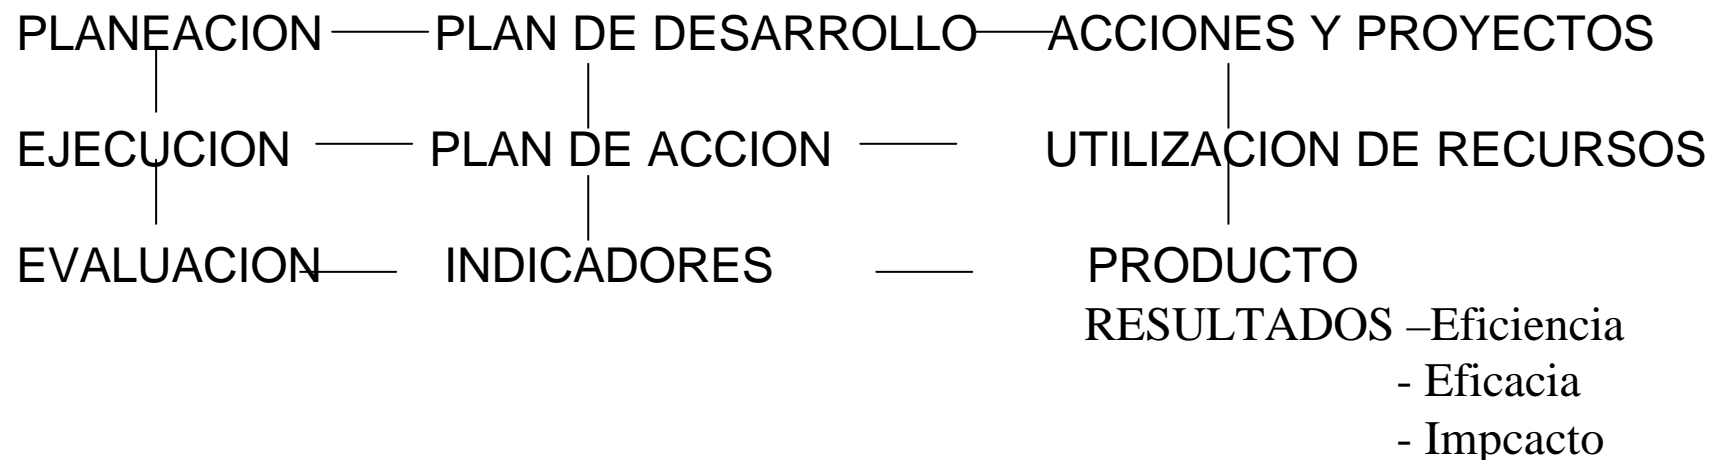 PLANEACION PLAN DE DESARROLLO ACCIONES Y PROYECTOS
EJECUCION PLAN DE ACCION UTILIZACION DE RECURSOS
EVALUACION INDICADORES PRODUCTO
RESULTADOS –Eficiencia
- Eficacia
- Impcacto